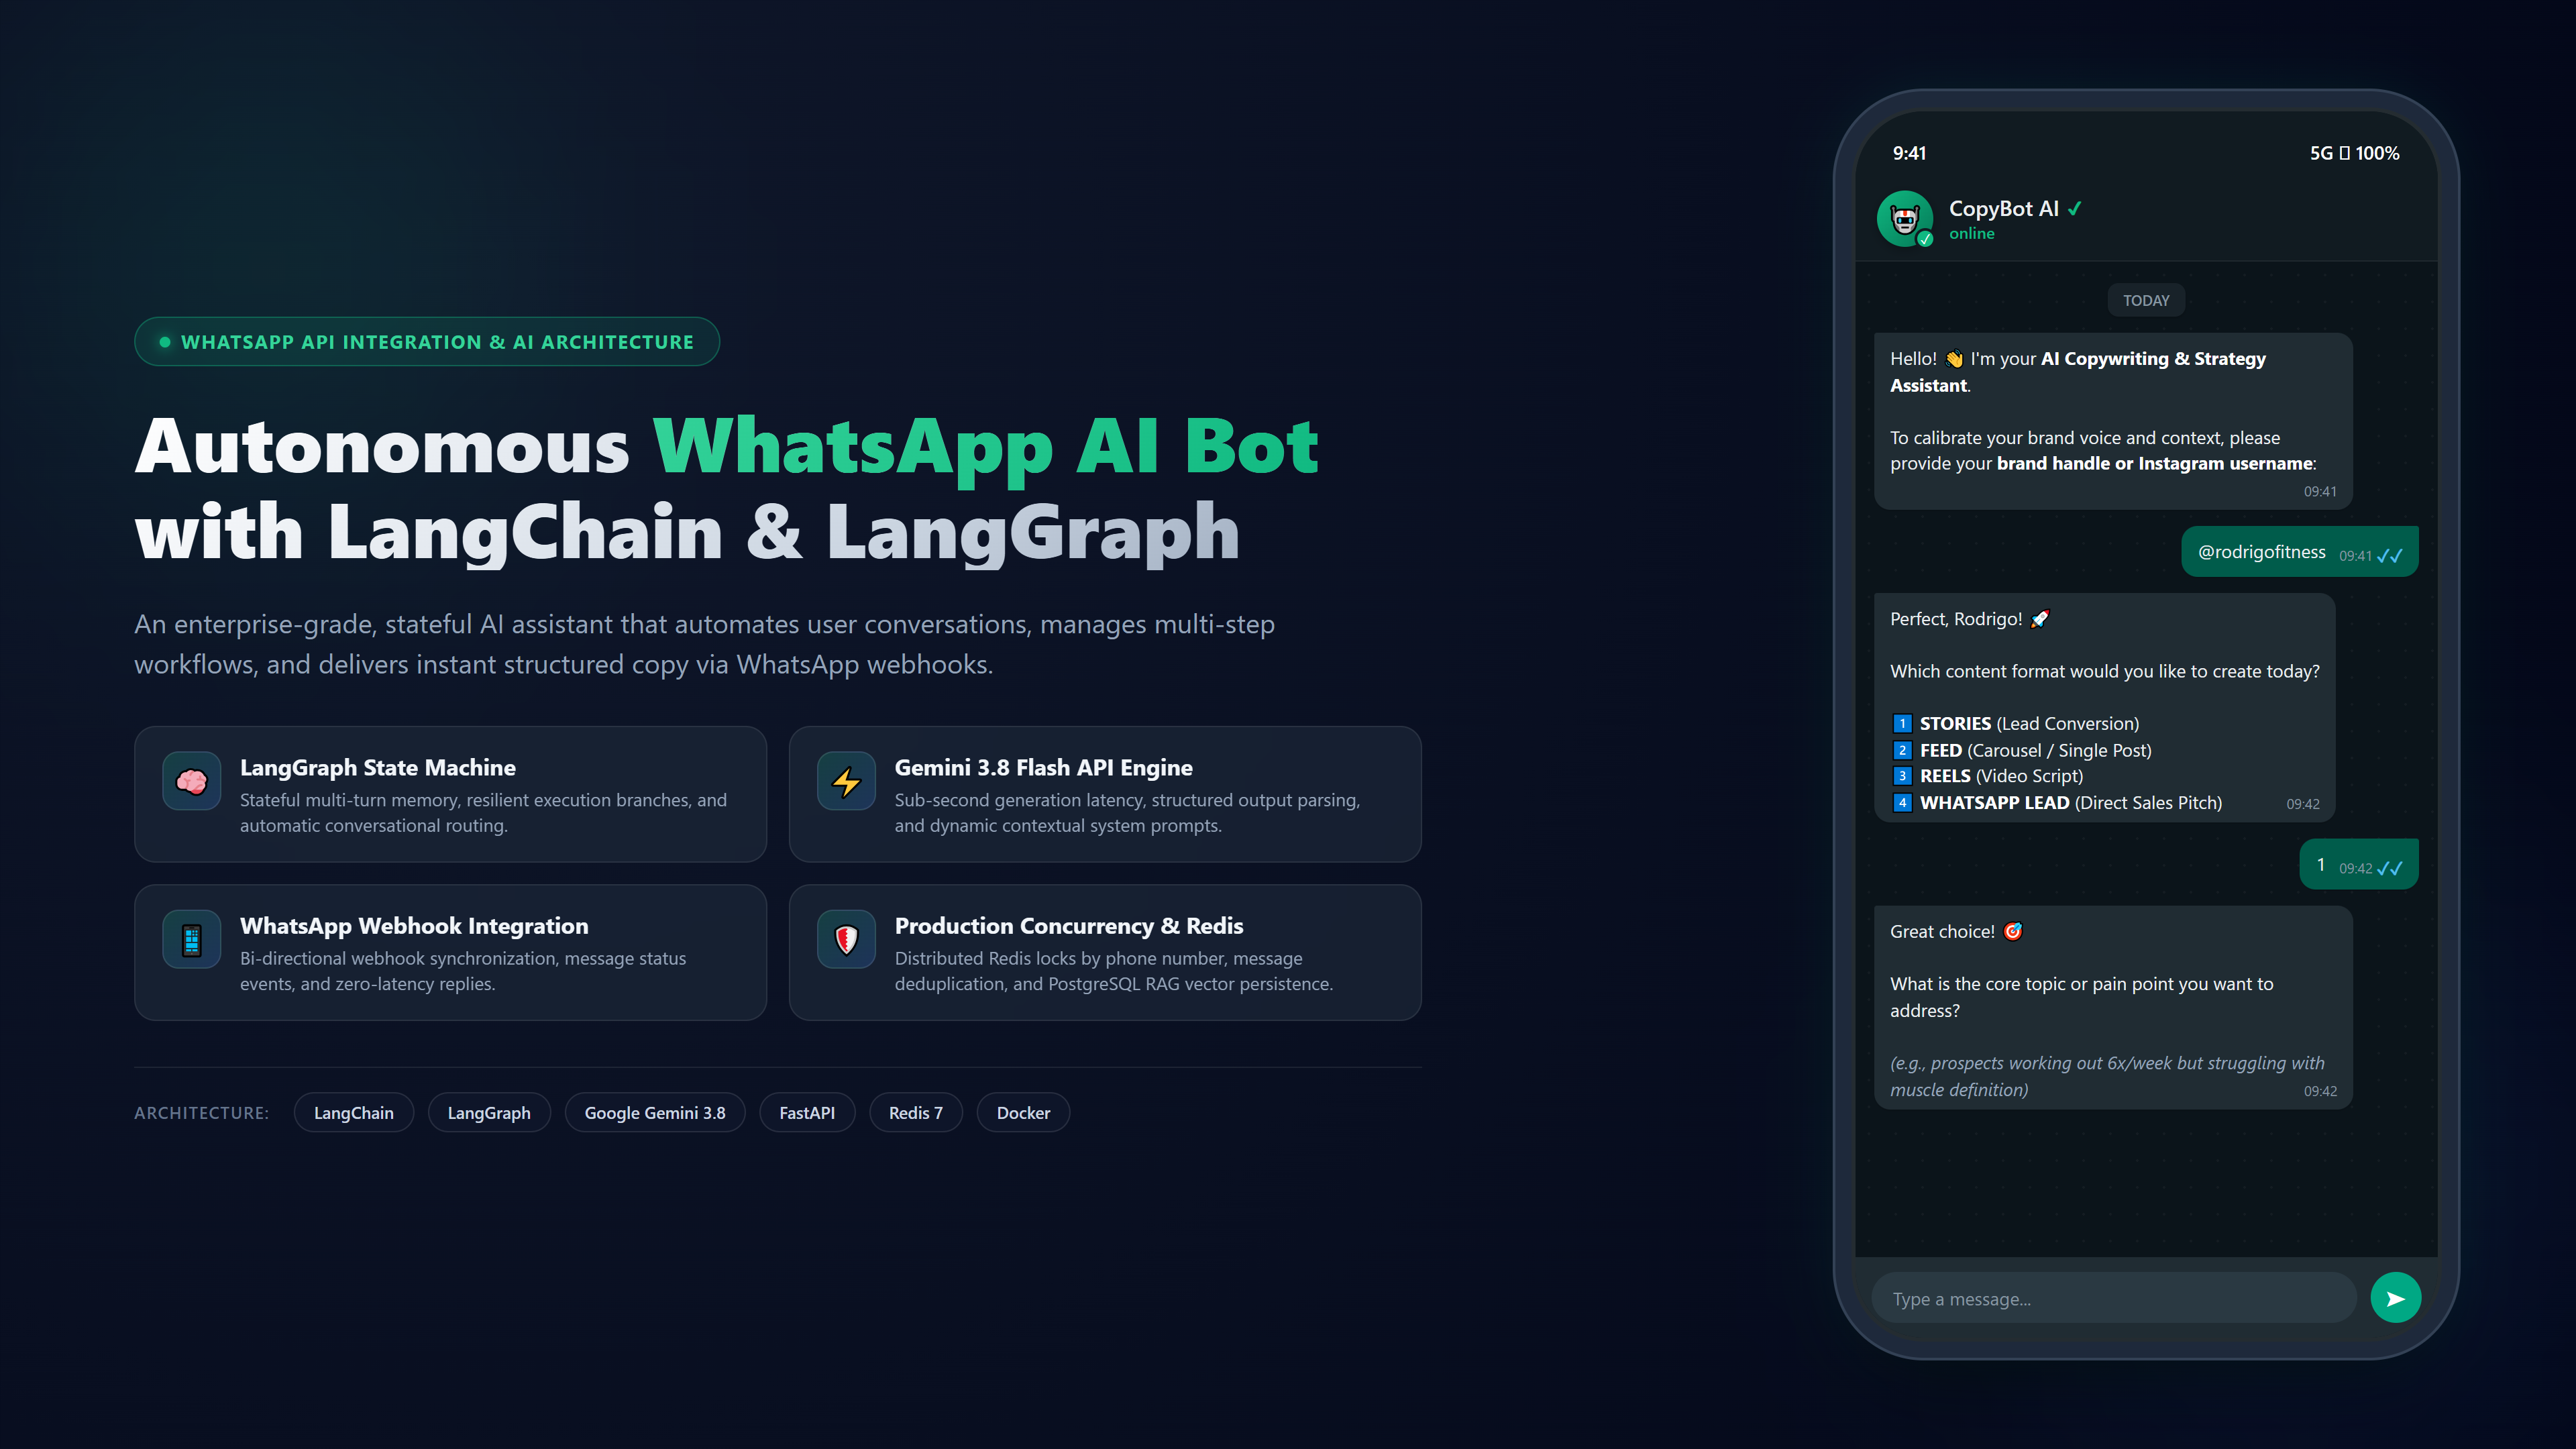 WHATSAPP API INTEGRATION & AI ARCHITECTURE
Autonomous WhatsApp AI Bot
with LangChain & LangGraph
An enterprise-grade, stateful AI assistant that automates user conversations, manages multi-step
workflows, and delivers instant structured copy via WhatsApp webhooks.
LangGraph State Machine
Stateful multi-turn memory, resilient execution branches, and
automatic conversational routing.
Gemini 3.8 Flash API Engine
Sub-second generation latency, structured output parsing,
and dynamic contextual system prompts.
WhatsApp Webhook Integration
Bi-directional webhook synchronization, message status
events, and zero-latency replies.
Production Concurrency & Redis
Distributed Redis locks by phone number, message
deduplication, and PostgreSQL RAG vector persistence.
ARCHITECTURE: LangChain LangGraph Google Gemini 3.8 FastAPI Redis 7 Docker
9:41 5G 100%
CopyBot AI ✓
online
TODAY
Hello! 👋 I'm your AI Copywriting & Strategy
Assistant.
To calibrate your brand voice and context, please
provide your brand handle or Instagram username:
09:41
@rodrigofitness 09:41 ✓✓
Perfect, Rodrigo! 🚀
Which content format would you like to create today?
1 STORIES (Lead Conversion)
2 FEED (Carousel / Single Post)
3 REELS (Video Script)
4 WHATSAPP LEAD (Direct Sales Pitch) 09:42
1 09:42 ✓✓
Great choice! 🎯
What is the core topic or pain point you want to
address?
(e.g., prospects working out 6x/week but struggling with
muscle definition) 09:42
Type a message...